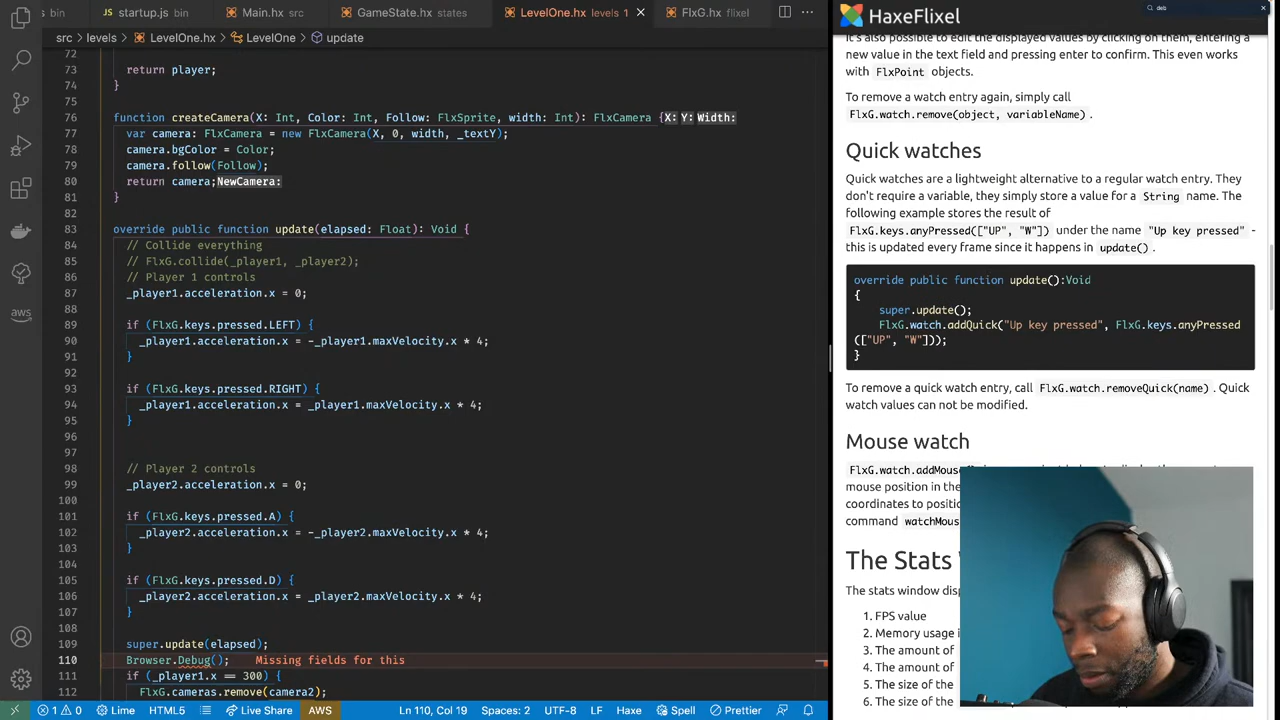 s bin
startup.js bin
Main.hx src
GameState.hx states
LevelOne.hx levels 1
FlxG.hx flixel
src > levels > LevelOne.hx > LevelOne > update
72
73 return player;
74 }
75
76 function createCamera(X: Int, Color: Int, Follow: FlxSprite, width: Int): FlxCamera {X: Y: Width:
77 var camera: FlxCamera = new FlxCamera(X, 0, width, _textY);
78 camera.bgColor = Color;
79 camera.follow(Follow);
80 return camera;NewCamera:
81 }
82
83 override public function update(elapsed: Float): Void {
84 // Collide everything
85 // FlxG.collide(_player1, _player2);
86 // Player 1 controls
87 _player1.acceleration.x = 0;
88
89 if (FlxG.keys.pressed.LEFT) {
90 _player1.acceleration.x = -_player1.maxVelocity.x * 4;
91 }
92
93 if (FlxG.keys.pressed.RIGHT) {
94 _player1.acceleration.x = _player1.maxVelocity.x * 4;
95 }
96
97
98 // Player 2 controls
99 _player2.acceleration.x = 0;
100
101 if (FlxG.keys.pressed.A) {
102 _player2.acceleration.x = -_player2.maxVelocity.x * 4;
103 }
104
105 if (FlxG.keys.pressed.D) {
106 _player2.acceleration.x = _player2.maxVelocity.x * 4;
107 }
108
109 super.update(elapsed);
110 Browser.Debug(); Missing fields for this
111 if (_player1.x == 300) {
112 FlxG.cameras.remove(camera2);
aws
1 0 Lime HTML5 Live Share AWS Ln 110, Col 19 Spaces: 2 UTF-8 LF Haxe Spell Prettier
HaxeFlixel
deb
It's also possible to edit the displayed values by clicking on them, entering a
new value in the text field and pressing enter to confirm. This even works
with FlxPoint objects.
To remove a watch entry again, simply call
FlxG.watch.remove(object, variableName) .
Quick watches
Quick watches are a lightweight alternative to a regular watch entry. They
don't require a variable, they simply store a value for a String name. The
following example stores the result of
FlxG.keys.anyPressed(["UP", "W"]) under the name "Up key pressed" -
this is updated every frame since it happens in update() .
override public function update():Void
{
super.update();
FlxG.watch.addQuick("Up key pressed", FlxG.keys.anyPressed
(["UP", "W"]));
}
To remove a quick watch entry, call FlxG.watch.removeQuick(name) . Quick
watch values can not be modified.
Mouse watch
FlxG.watch.addMouse
mouse position in the
coordinates to positio
command watchMous
The Stats
The stats window disp
1. FPS value
2. Memory usage i
3. The amount of
4. The amount of
5. The size of the
6. The size of the